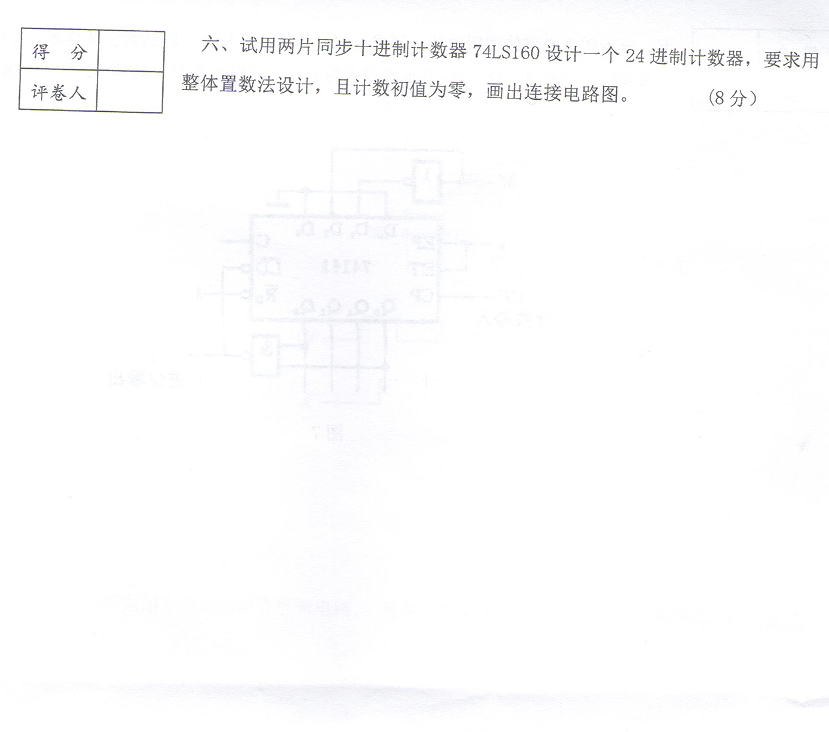 得 分
评卷人
六、试用两片同步十进制计数器 74LS160 设计一个 24 进制计数器，要求用
整体置数法设计，且计数初值为零，画出连接电路图。 (8 分)